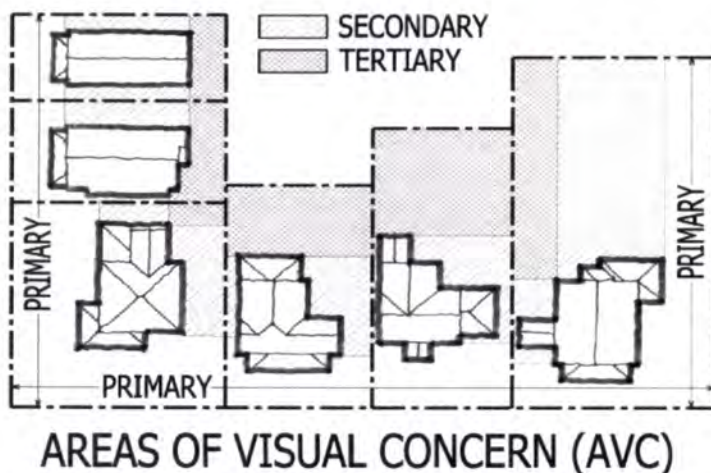 SECONDARY
TERTIARY
PRIMARY
PRIMARY
PRIMARY
AREAS OF VISUAL CONCERN (AVC)